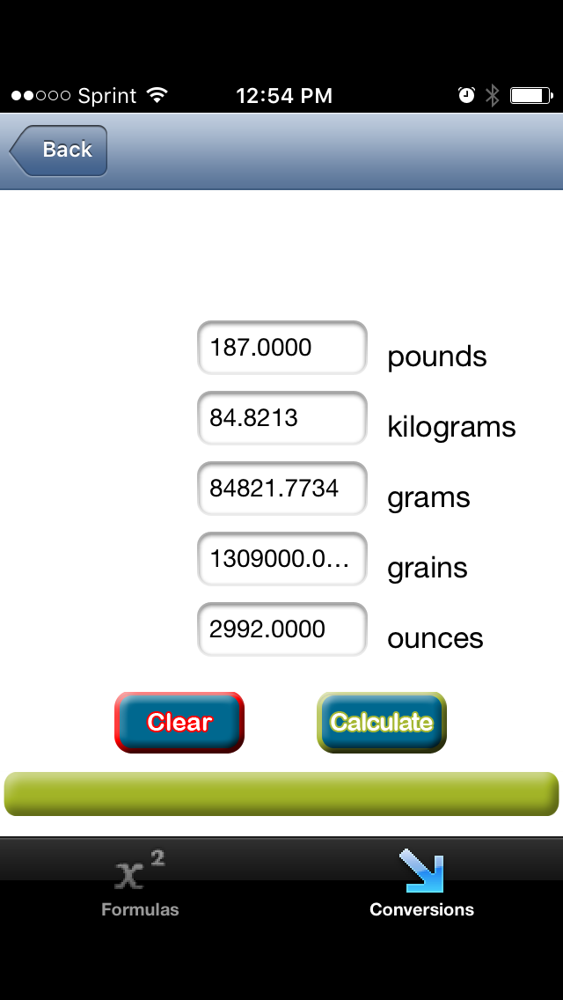 Sprint 12:54 PM
Back
187.0000 pounds
84.8213 kilograms
84821.7734 grams
1309000.0... grains
2992.0000 ounces
Clear Calculate
x²
Formulas Conversions